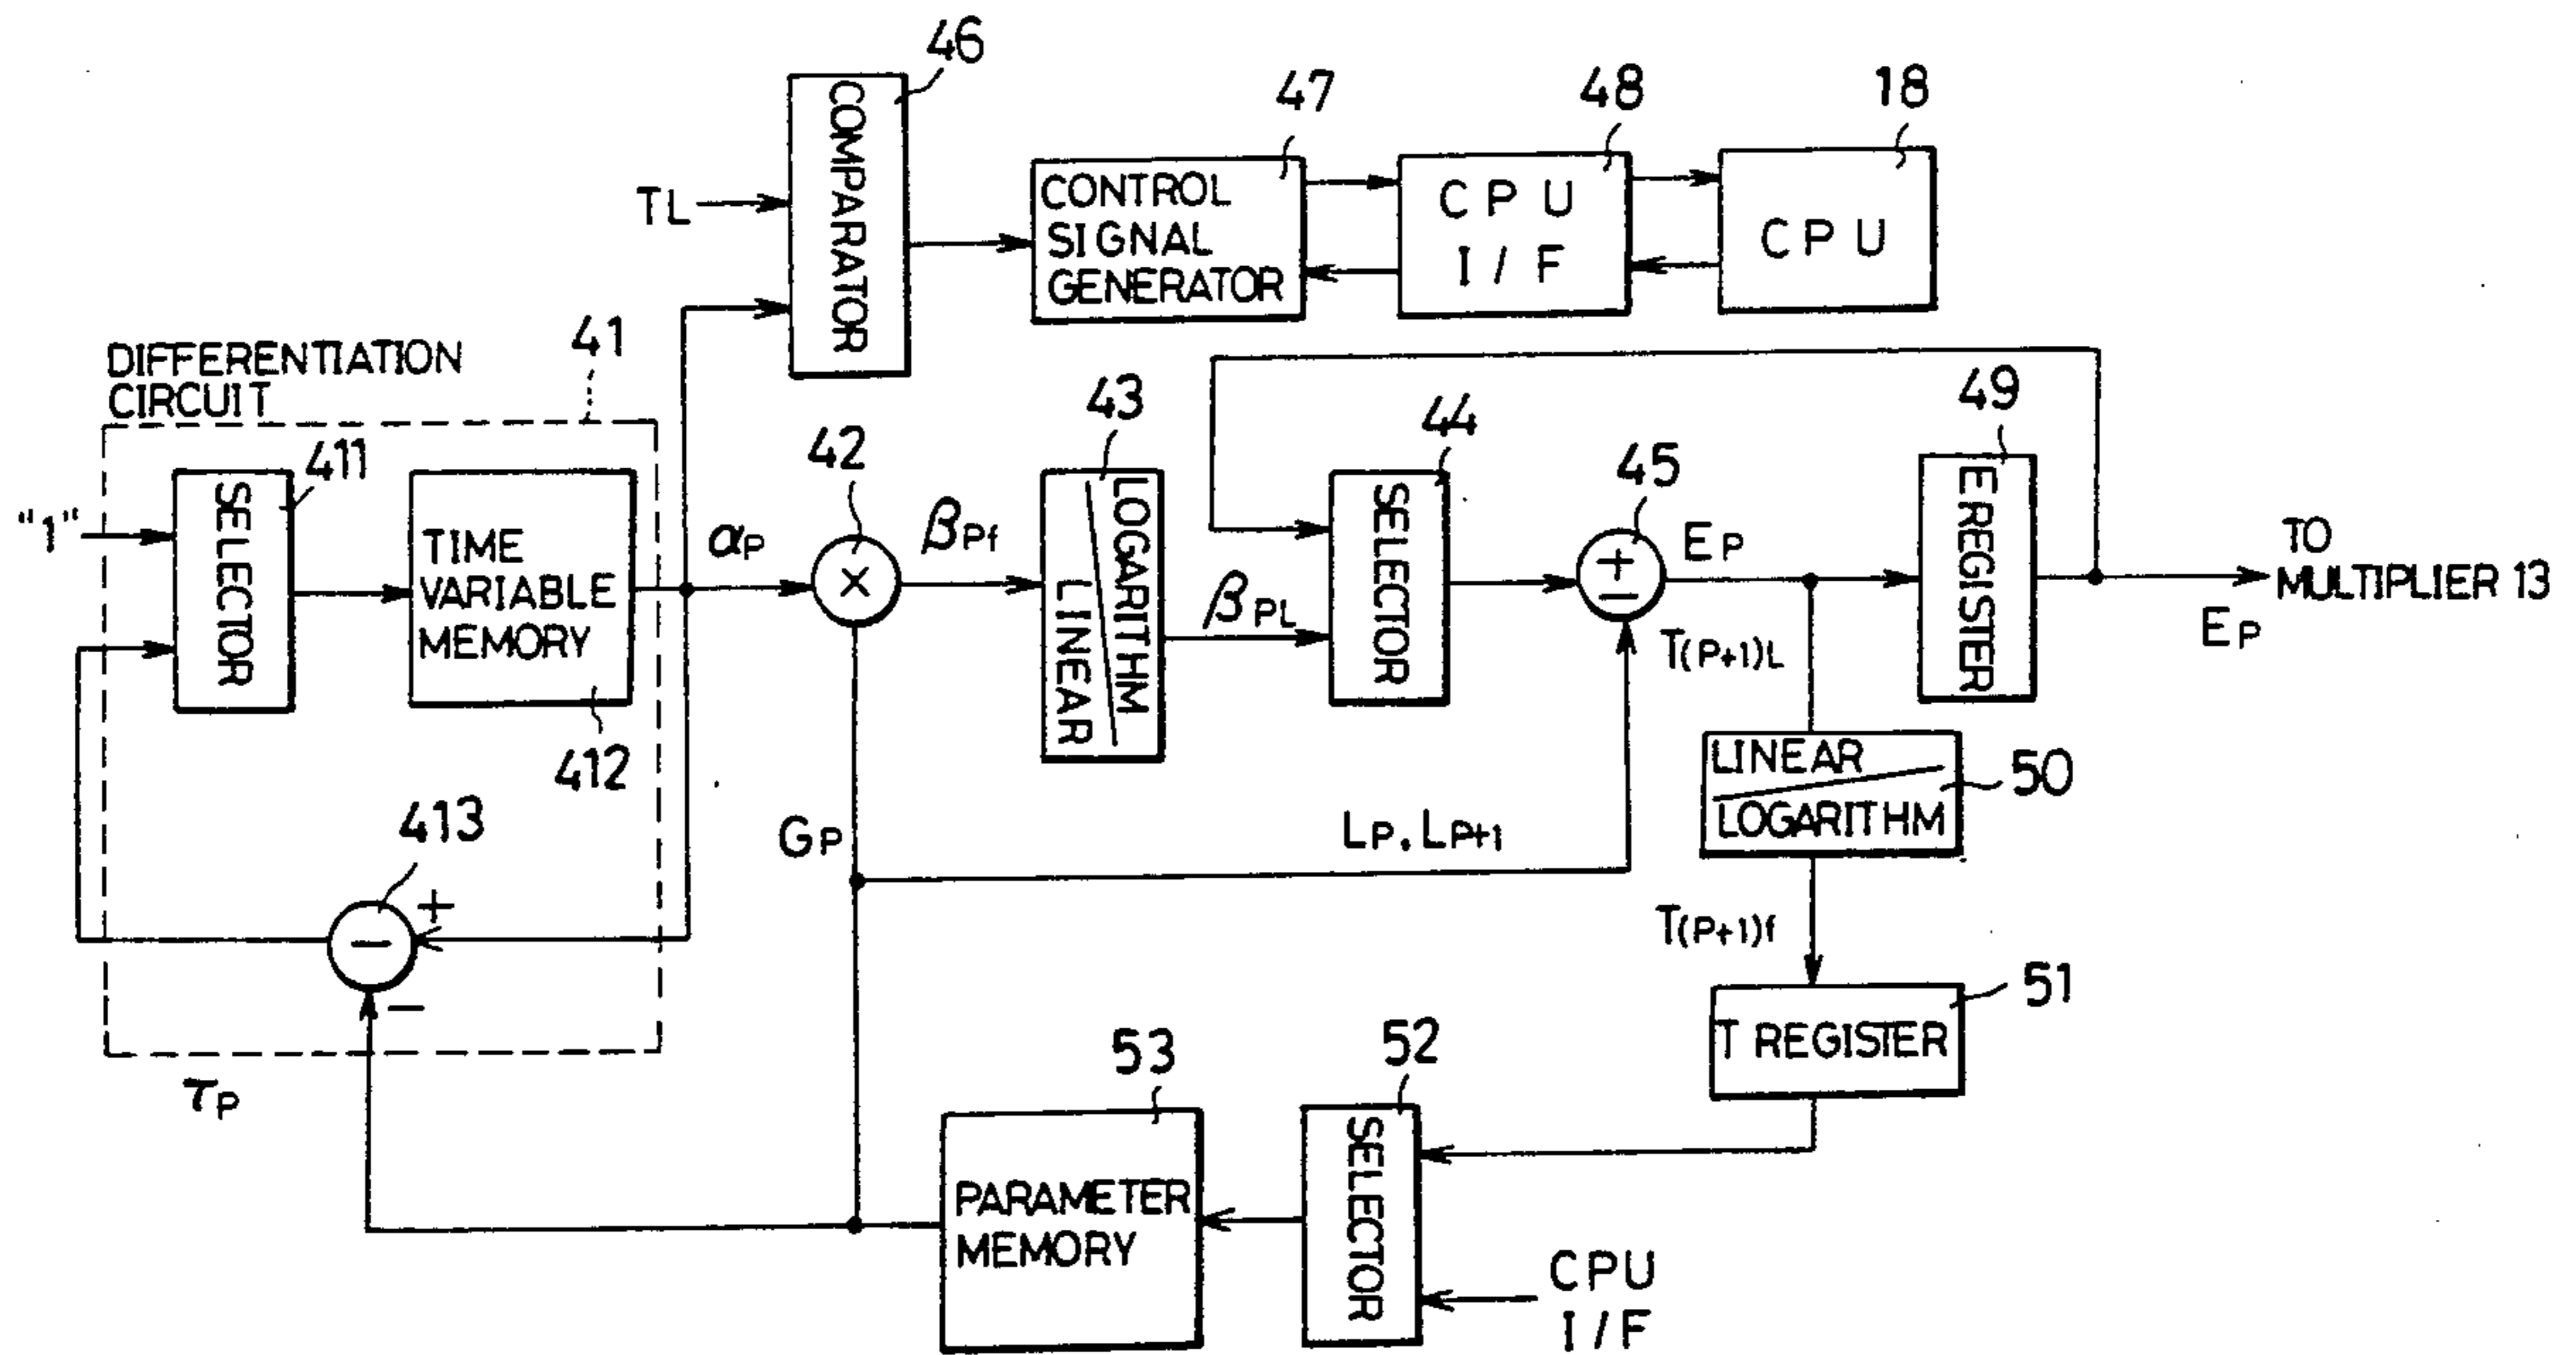 46
47
48
18
COMPARATOR
TL
CONTROL
SIGNAL
GENERATOR
CPU
I/F
CPU
DIFFERENTIATION
CIRCUIT
41
411
"1"
SELECTOR
TIME
VARIABLE
MEMORY
412
413
+
−
−
τP
αP
42
×
βPf
43
LOGARITHM
LINEAR
βPL
44
SELECTOR
45
+
−
EP
49
E REGISTER
TO
MULTIPLIER 13
EP
T(P+1)L
LINEAR
LOGARITHM
50
GP
LP, LP+1
T(P+1)f
51
T REGISTER
53
PARAMETER
MEMORY
52
SELECTOR
CPU
I/F